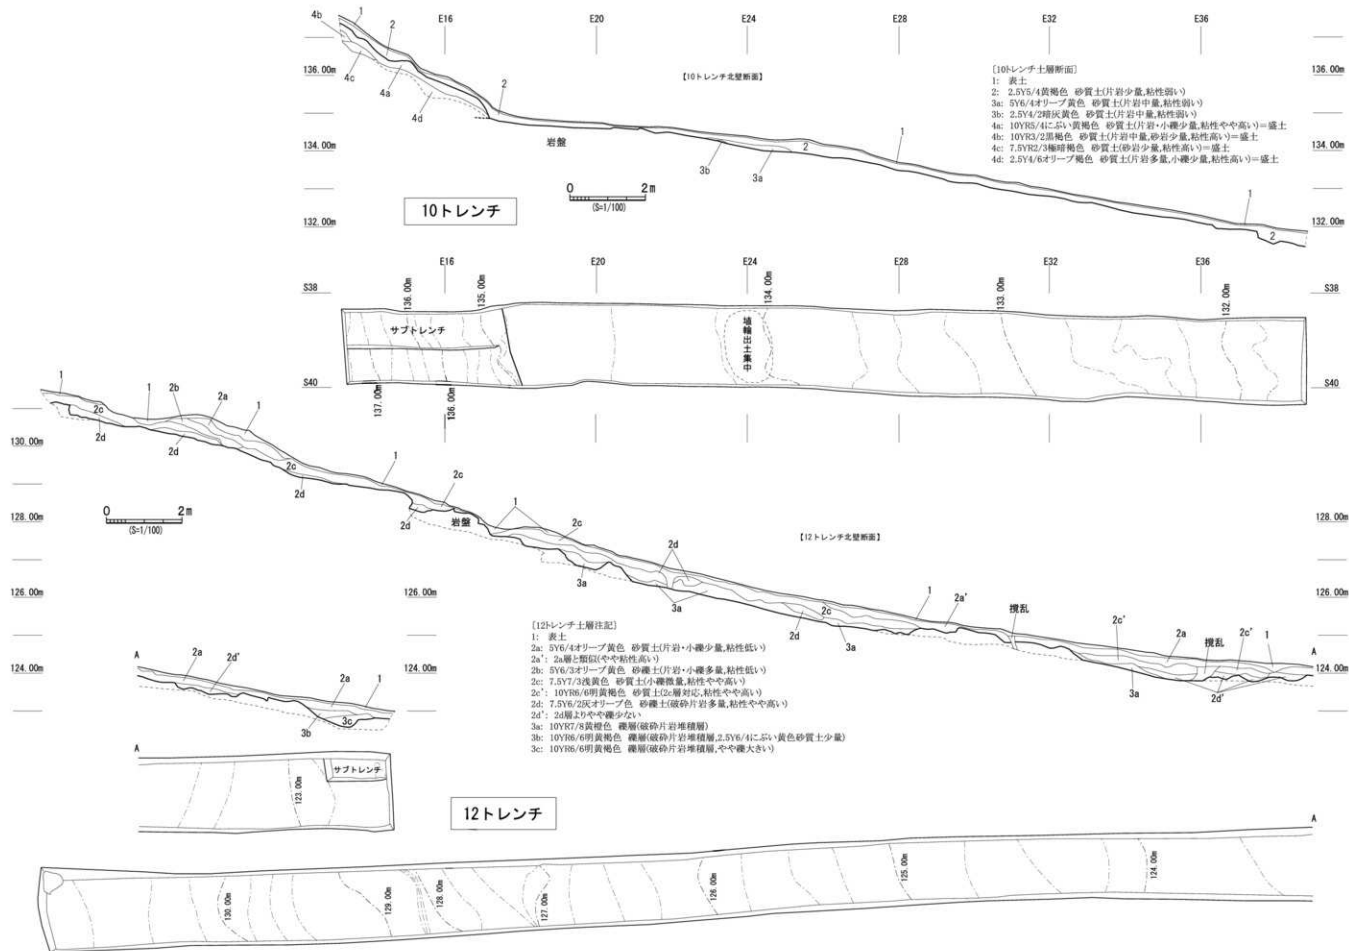 4b
1
2
E16
E20
E24
E28
E32
E36
136.00m
4c
4a
4d
2
【10トレンチ北壁断面】
136.00m
[10トレンチ土層断面]
1: 表土
2: 2.5Y5/4黄褐色 砂質土(片岩少量,粘性弱い)
3a: 5Y6/4オリーブ黄色 砂質土(片岩中量,粘性弱い)
3b: 2.5Y4/2暗灰黄色 砂質土(片岩中量,粘性弱い)
4a: 10YR5/4にぶい黄褐色 砂質土(片岩・小礫少量,粘性やや高い)=盛土
4b: 10YR3/2黒褐色 砂質土(片岩中量,砂岩少量,粘性高い)=盛土
4c: 7.5YR2/3極暗褐色 砂質土(砂岩少量,粘性高い)=盛土
4d: 2.5Y4/6オリーブ褐色 砂質土(片岩多量,小礫少量,粘性高い)=盛土
134.00m
岩盤
3b
3a
2
1
134.00m
0
2m
(S=1/100)
10トレンチ
132.00m
1
2
132.00m
E16
E20
E24
E28
E32
E36
S38
136.00m
135.00m
134.00m
133.00m
132.00m
S38
サブトレンチ
埴輪出土集中
S40
137.00m
136.00m
S40
1
2c
2d
1
2b
2a
1
2d
130.00m
2c
2d
1
2c
130.00m
0
2m
(S=1/100)
128.00m
2d
岩盤
1
2c
【12トレンチ北壁断面】
128.00m
3a
2d
3a
126.00m
126.00m
2d
2c
3a
1
2a'
攪乱
2c'
2a
攪乱
2c'
1
A
126.00m
[12トレンチ土層注記]
1: 表土
2a: 5Y6/4オリーブ黄色 砂質土(片岩・小礫少量,粘性低い)
2a': 2a層と類似(やや粘性高い)
2b: 5Y6/3オリーブ黄色 砂礫土(片岩・小礫多量,粘性低い)
2c: 7.5Y7/3浅黄色 砂質土(小礫微量,粘性やや高い)
2c': 10YR6/6明黄褐色 砂質土(2c層対応,粘性やや高い)
2d: 7.5Y6/2灰オリーブ色 砂礫土(破砕片岩多量,粘性やや高い)
2d': 2d層よりやや礫少ない
3a: 10YR7/8黄橙色 礫層(破砕片岩堆積層)
3b: 10YR6/6明黄褐色 礫層(破砕片岩堆積層,2.5Y6/4にぶい黄色砂質土少量)
3c: 10YR6/6明黄褐色 礫層(破砕片岩堆積層,やや礫大きい)
3a
2d'
124.00m
A
124.00m
2a
2d'
2a
1
124.00m
3b
3c
A
123.00m
サブトレンチ
12トレンチ
A
130.00m
129.00m
128.00m
127.00m
126.00m
125.00m
124.00m